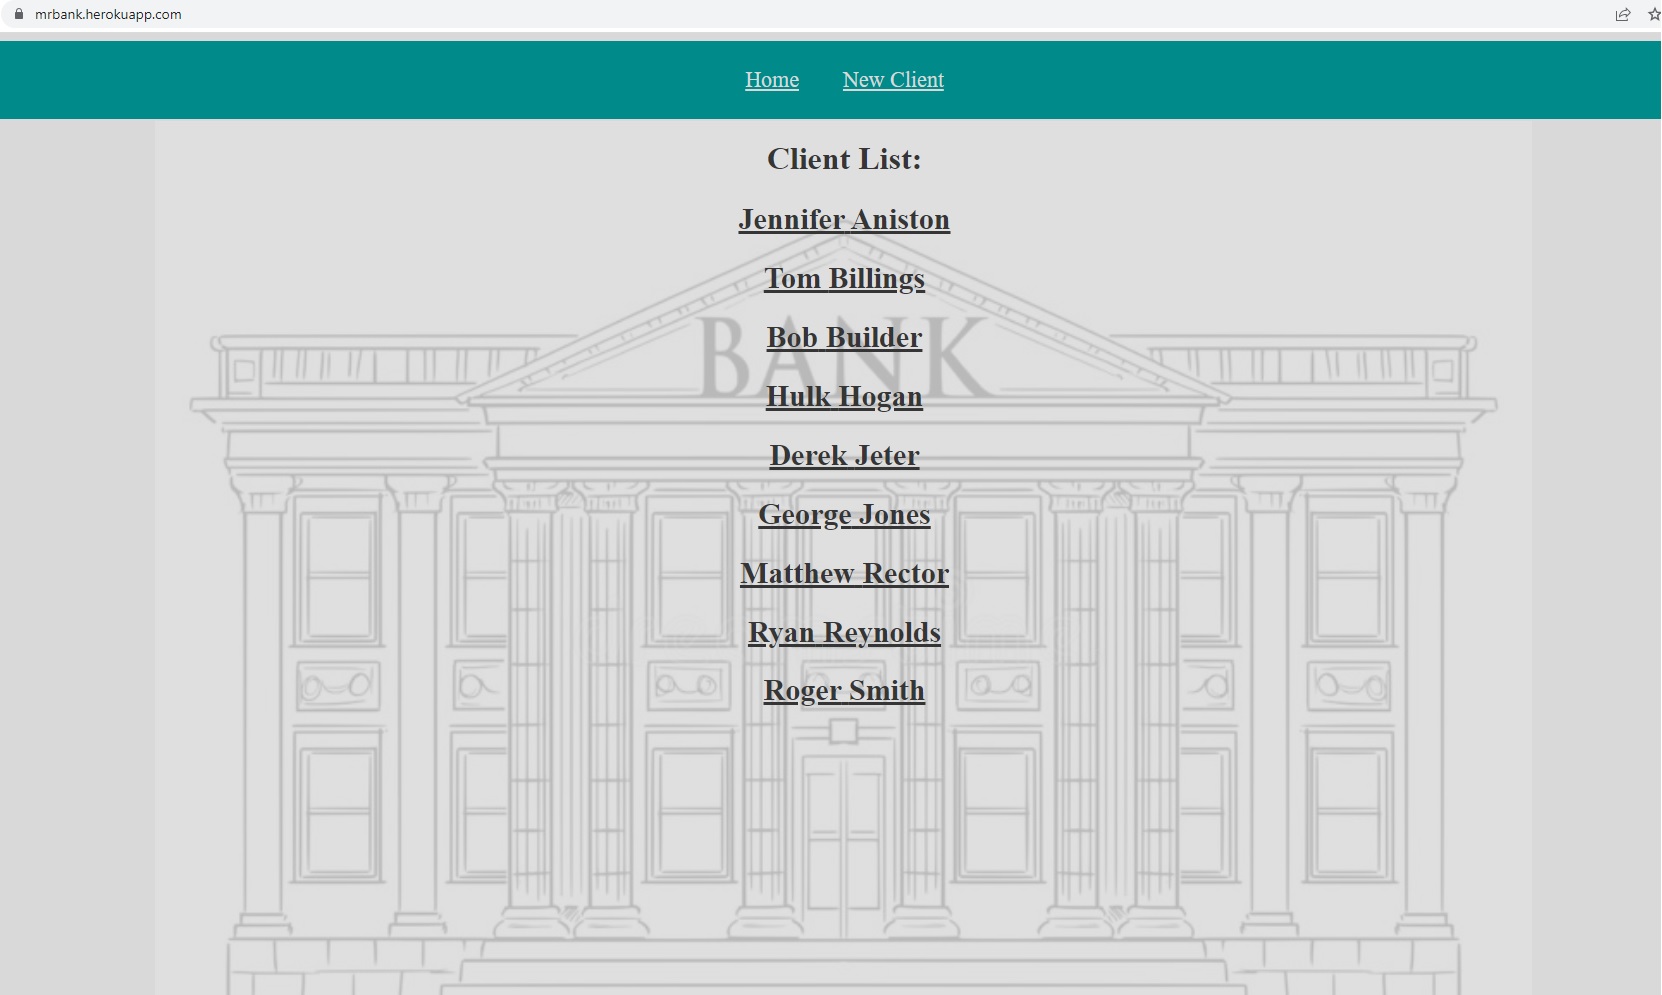 mrbank.herokuapp.com
Home New Client
Client List:
Jennifer Aniston
Tom Billings
BANK
Bob Builder
Hulk Hogan
Derek Jeter
George Jones
Matthew Rector
Ryan Reynolds
Roger Smith